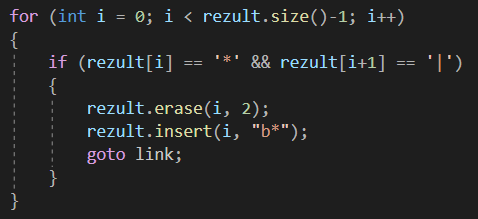 for (int i = 0; i < rezult.size()-1; i++)
{
if (rezult[i] == '*' && rezult[i+1] == '|')
{
rezult.erase(i, 2);
rezult.insert(i, "b*");
goto link;
}
}